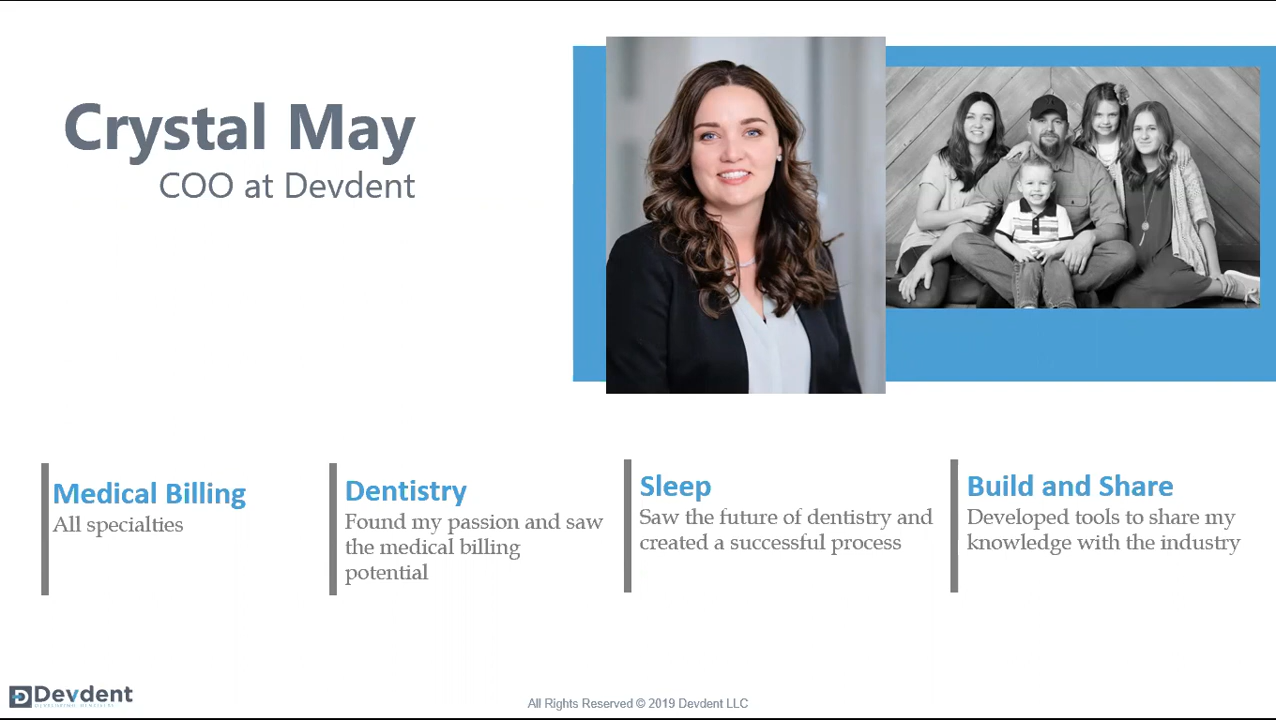 Crystal May
COO at Devdent
Medical Billing
All specialties
Dentistry
Found my passion and saw
the medical billing
potential
Sleep
Saw the future of dentistry and
created a successful process
Build and Share
Developed tools to share my
knowledge with the industry
Devdent
DEVELOPING DENTISTRY
All Rights Reserved © 2019 Devdent LLC